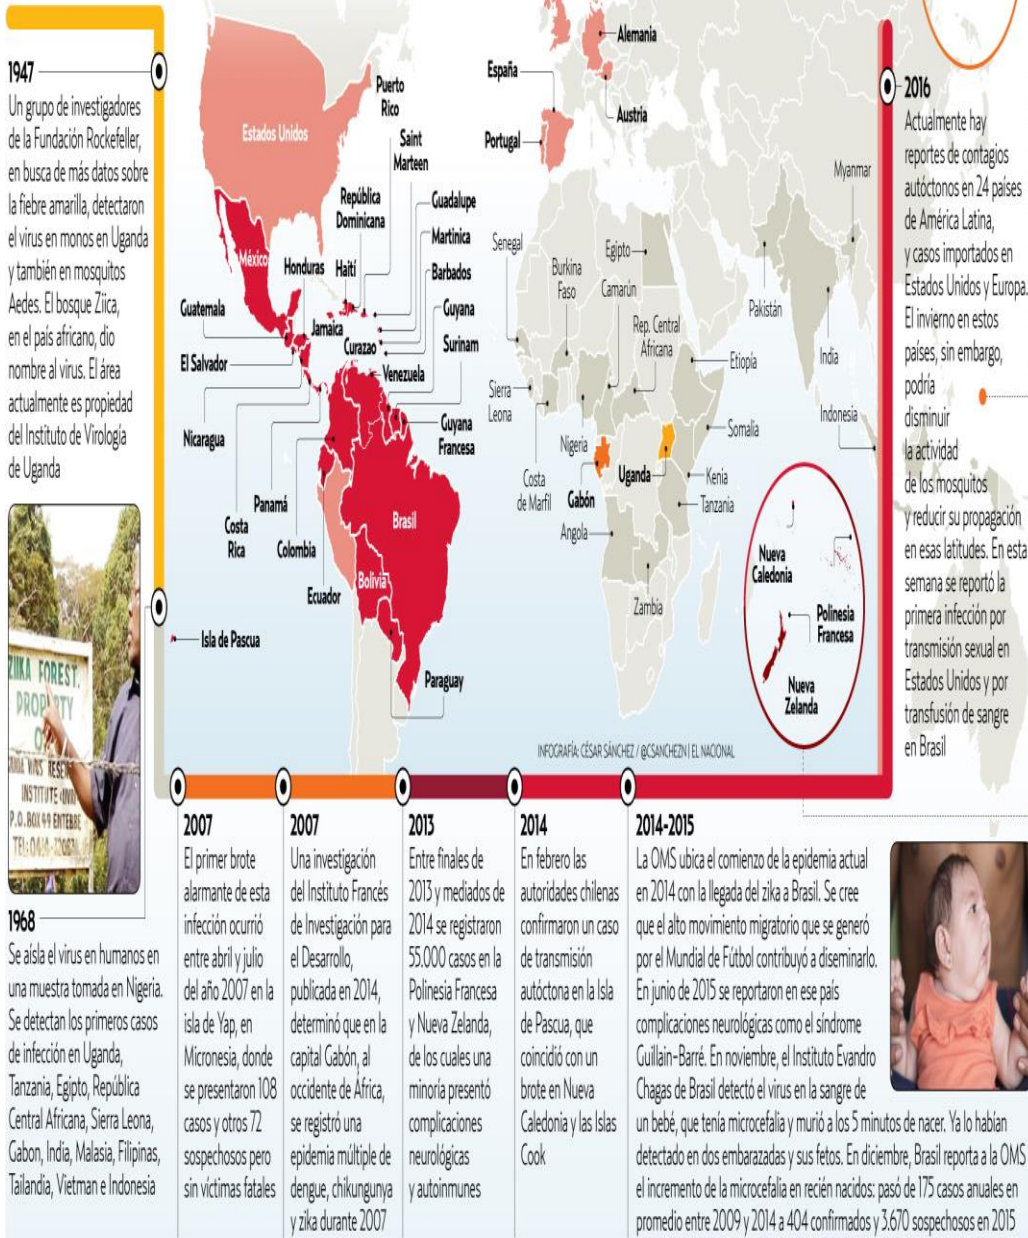 1947
Un grupo de investigadores
de la Fundación Rockefeller,
en busca de más datos sobre
la fiebre amarilla, detectaron
el virus en monos en Uganda
y también en mosquitos
Aedes. El bosque Ziica,
en el país africano, dio
nombre al virus. El área
actualmente es propiedad
del Instituto de Virología
de Uganda
ZIIKA FOREST.
PROPERTY
INSTITUTE
P.O.BOX 49 ENTEBBE
1968
Se aísla el virus en humanos en
una muestra tomada en Nigeria.
Se detectan los primeros casos
de infección en Uganda,
Tanzania, Egipto, República
Central Africana, Sierra Leona,
Gabon, India, Malasia, Filipinas,
Tailandia, Vietman e Indonesia
Estados Unidos
Puerto
Rico
Saint
Marteen
República
Dominicana
Guadalupe
Martinica
Barbados
México
Honduras
Haití
Guatemala
Jamaica
Curazao
Guyana
Surinam
El Salvador
Venezuela
Nicaragua
Guyana
Francesa
Panamá
Costa
Rica
Colombia
Brasil
Bolivia
Ecuador
Isla de Pascua
Paraguay
Alemania
España
Austria
Portugal
Myanmar
Senegal
Egipto
Burkina
Faso
Camarún
Rep. Central
Africana
Pakistán
Etiopía
India
Sierra
Leona
Indonesia
Nigeria
Somalia
Costa
de Marfil
Gabón
Uganda
Kenia
Tanzania
Angola
Zambia
Nueva
Caledonia
Polinesia
Francesa
Nueva
Zelanda
INFOGRAFÍA: CÉSAR SÁNCHEZ / @CSANCHEZN | EL NACIONAL
2016
Actualmente hay
reportes de contagios
autóctonos en 24 países
de América Latina,
y casos importados en
Estados Unidos y Europa.
El invierno en estos
países, sin embargo,
podría
disminuir
la actividad
de los mosquitos
y reducir su propagación
en esas latitudes. En esta
semana se reportó la
primera infección por
transmisión sexual en
Estados Unidos y por
transfusión de sangre
en Brasil
2007
El primer brote
alarmante de esta
infección ocurrió
entre abril y julio
del año 2007 en la
isla de Yap, en
Micronesia, donde
se presentaron 108
casos y otros 72
sospechosos pero
sin víctimas fatales
2007
Una investigación
del Instituto Francés
de Investigación para
el Desarrollo,
publicada en 2014,
determinó que en la
capital Gabón, al
occidente de África,
se registró una
epidemia múltiple de
dengue, chikungunya
y zika durante 2007
2013
Entre finales de
2013 y mediados de
2014 se registraron
55.000 casos en la
Polinesia Francesa
y Nueva Zelanda,
de los cuales una
minoría presentó
complicaciones
neurológicas
y autoinmunes
2014
En febrero las
autoridades chilenas
confirmaron un caso
de transmisión
autóctona en la Isla
de Pascua, que
coincidió con un
brote en Nueva
Caledonia y las Islas
Cook
2014-2015
La OMS ubica el comienzo de la epidemia actual
en 2014 con la llegada del zika a Brasil. Se cree
que el alto movimiento migratorio que se generó
por el Mundial de Fútbol contribuyó a diseminarlo.
En junio de 2015 se reportaron en ese país
complicaciones neurológicas como el síndrome
Guillain-Barré. En noviembre, el Instituto Evandro
Chagas de Brasil detectó el virus en la sangre de
un bebé, que tenía microcefalia y murió a los 5 minutos de nacer. Ya lo habían
detectado en dos embarazadas y sus fetos. En diciembre, Brasil reporta a la OMS
el incremento de la microcefalia en recién nacidos: pasó de 175 casos anuales en
promedio entre 2009 y 2014 a 404 confirmados y 3.670 sospechosos en 2015